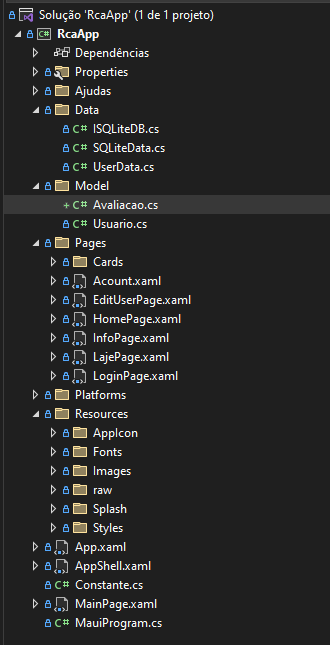 Solução 'RcaApp' (1 de 1 projeto)
C# RcaApp
Dependências
Properties
Ajudas
Data
C# ISQLiteDB.cs
C# SQLiteData.cs
C# UserData.cs
Model
+ C# Avaliacao.cs
C# Usuario.cs
Pages
Cards
Acount.xaml
EditUserPage.xaml
HomePage.xaml
InfoPage.xaml
LajePage.xaml
LoginPage.xaml
Platforms
Resources
AppIcon
Fonts
Images
raw
Splash
Styles
App.xaml
AppShell.xaml
C# Constante.cs
MainPage.xaml
C# MauiProgram.cs